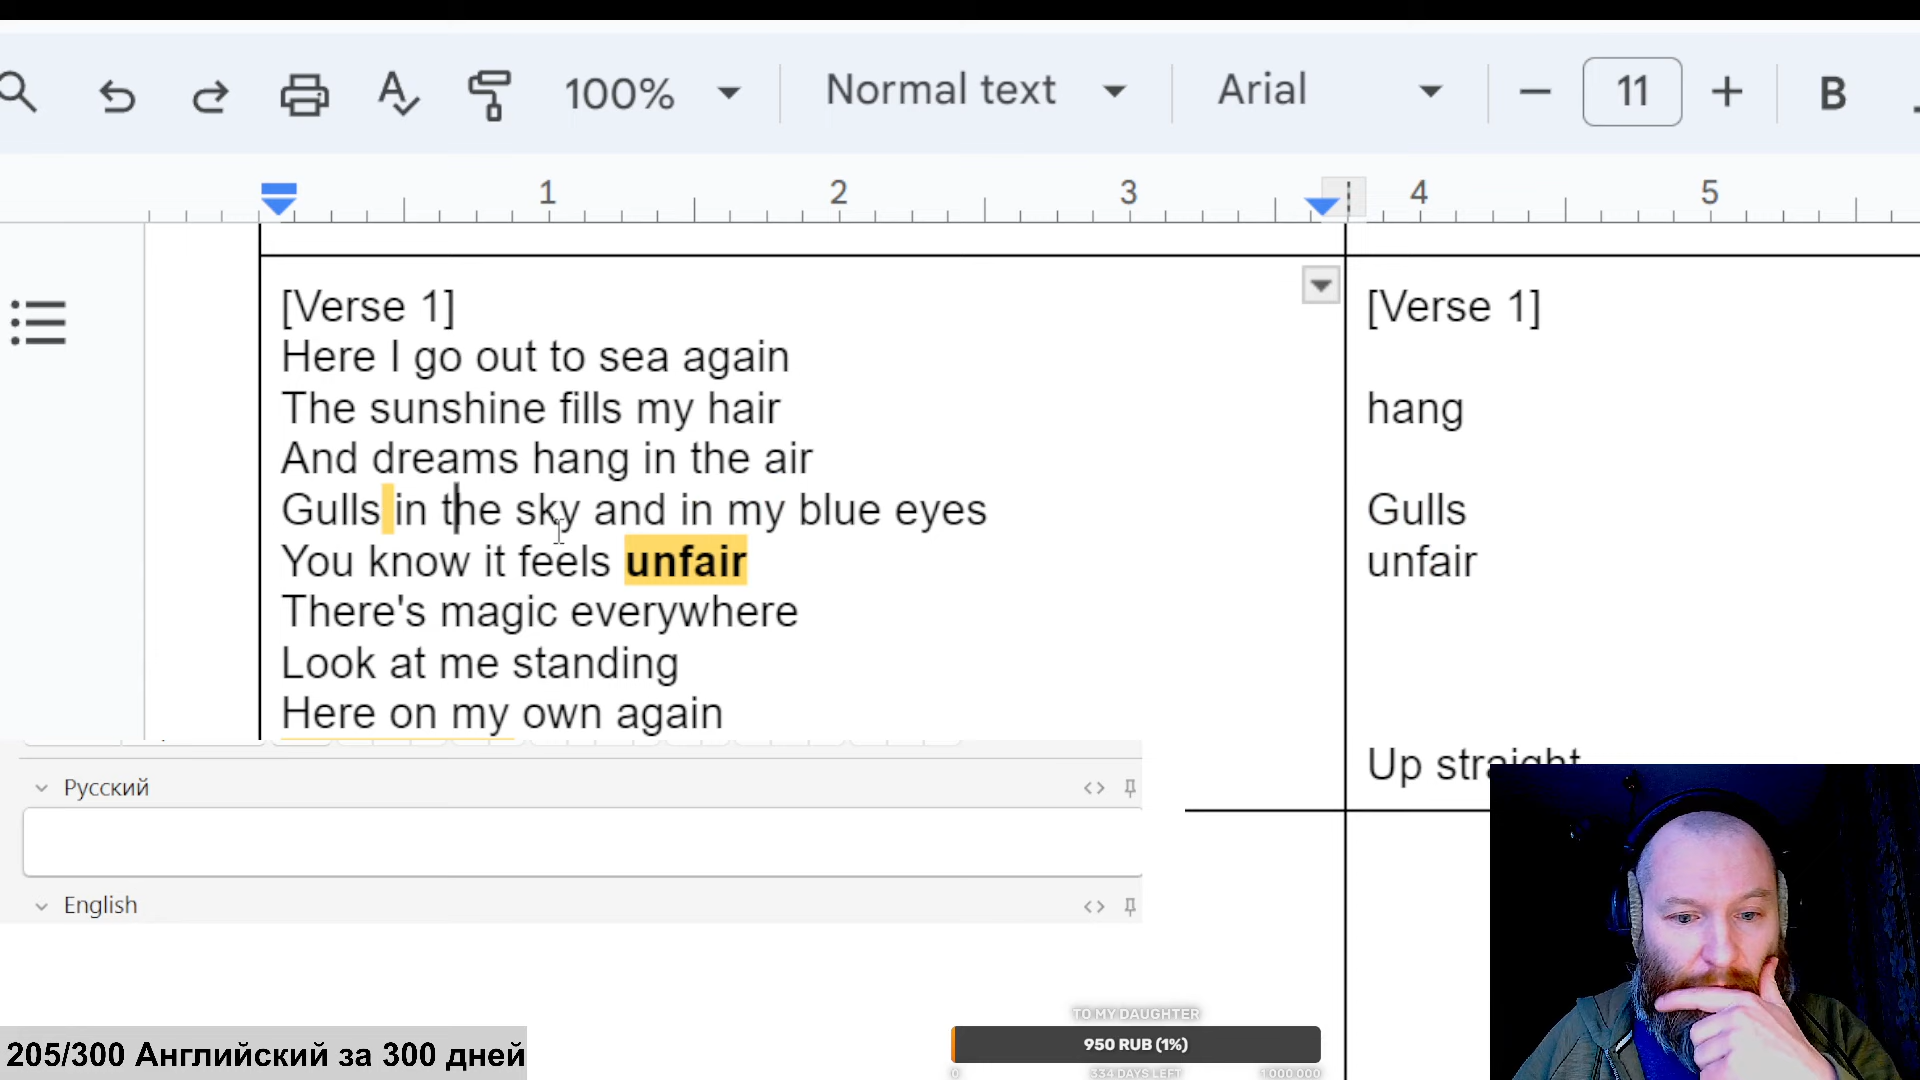 100%
Normal text
Arial
11
B
1
2
3
4
5
[Verse 1]
Here I go out to sea again
The sunshine fills my hair
And dreams hang in the air
Gulls in the sky and in my blue eyes
You know it feels unfair
There's magic everywhere
Look at me standing
Here on my own again
[Verse 1]
hang
Gulls
unfair
Up straight
Русский
English
205/300 Английский за 300 дней
TO MY DAUGHTER
950 RUB (1%)
0
334 DAYS LEFT
1 000 000